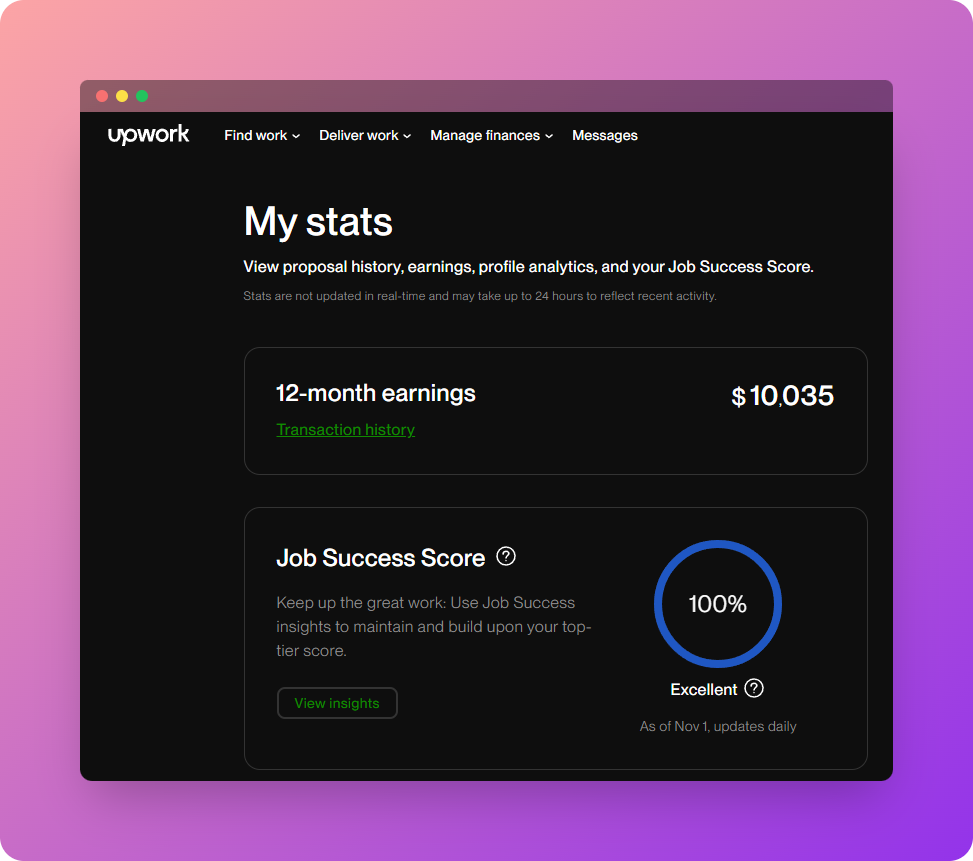 upwork Find work Deliver work Manage finances Messages
My stats
View proposal history, earnings, profile analytics, and your Job Success Score.
Stats are not updated in real-time and may take up to 24 hours to reflect recent activity.
12-month earnings
$10,035
Transaction history
Job Success Score ?
Keep up the great work: Use Job Success
insights to maintain and build upon your top-
tier score.
View insights
100%
Excellent ?
As of Nov 1, updates daily